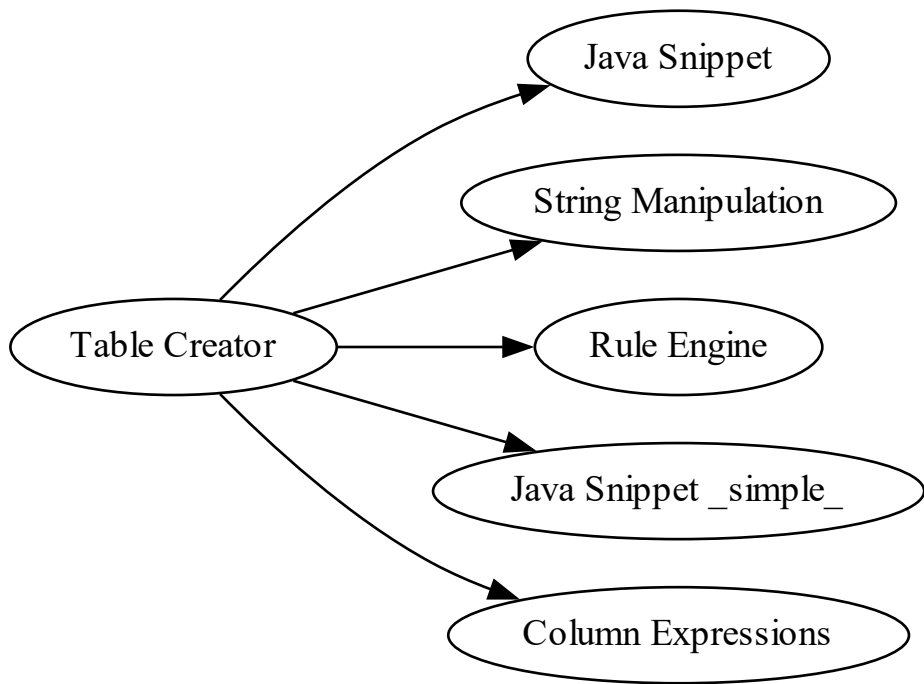 Java Snippet
String Manipulation
Table Creator
Rule Engine
Java Snippet _simple_
Column Expressions